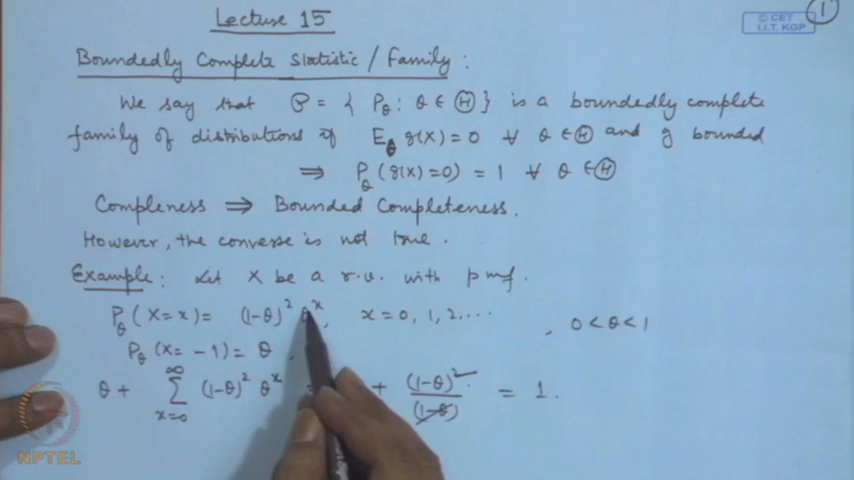 Lecture 15
© CET
I.I.T. KGP
1
Boundedly Complete Statistic / Family :
We say that 𝒫 = { P_θ : θ ∈ Ⓗ } is a boundedly complete
family of distributions if E_θ g(X) = 0 ∀ θ ∈ Ⓗ and g bounded
⇒ P_θ (g(X) = 0) = 1 ∀ θ ∈ Ⓗ
Compleness ⇒ Bounded Completeness.
However, the converse is not true.
Example : Let X be a r.v. with pmf.
P_θ (X = x) = (1-θ)² θ^x, x = 0, 1, 2 ....
, 0 < θ < 1
P_θ (X = -1) = θ .
θ + ∑_{x=0}^{∞} (1-θ)² θ^x + (1-θ)² / (1-θ) = 1.
NPTEL